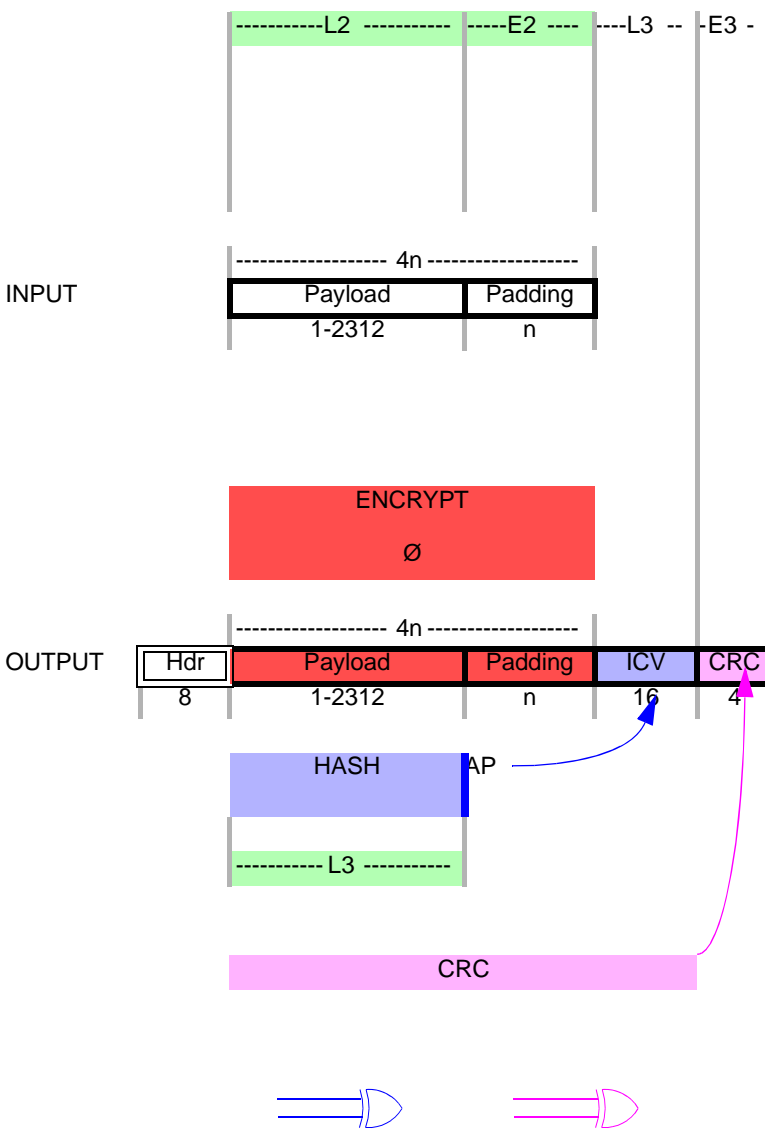 -----------L2 ----------- -----E2 ---- ----L3 -- -E3 -
------------------- 4n -------------------
INPUT Payload Padding
1-2312 n
ENCRYPT
Ø
------------------- 4n -------------------
OUTPUT Hdr Payload Padding ICV CRC
8 1-2312 n 16 4
HASH AP
----------- L3 -----------
CRC